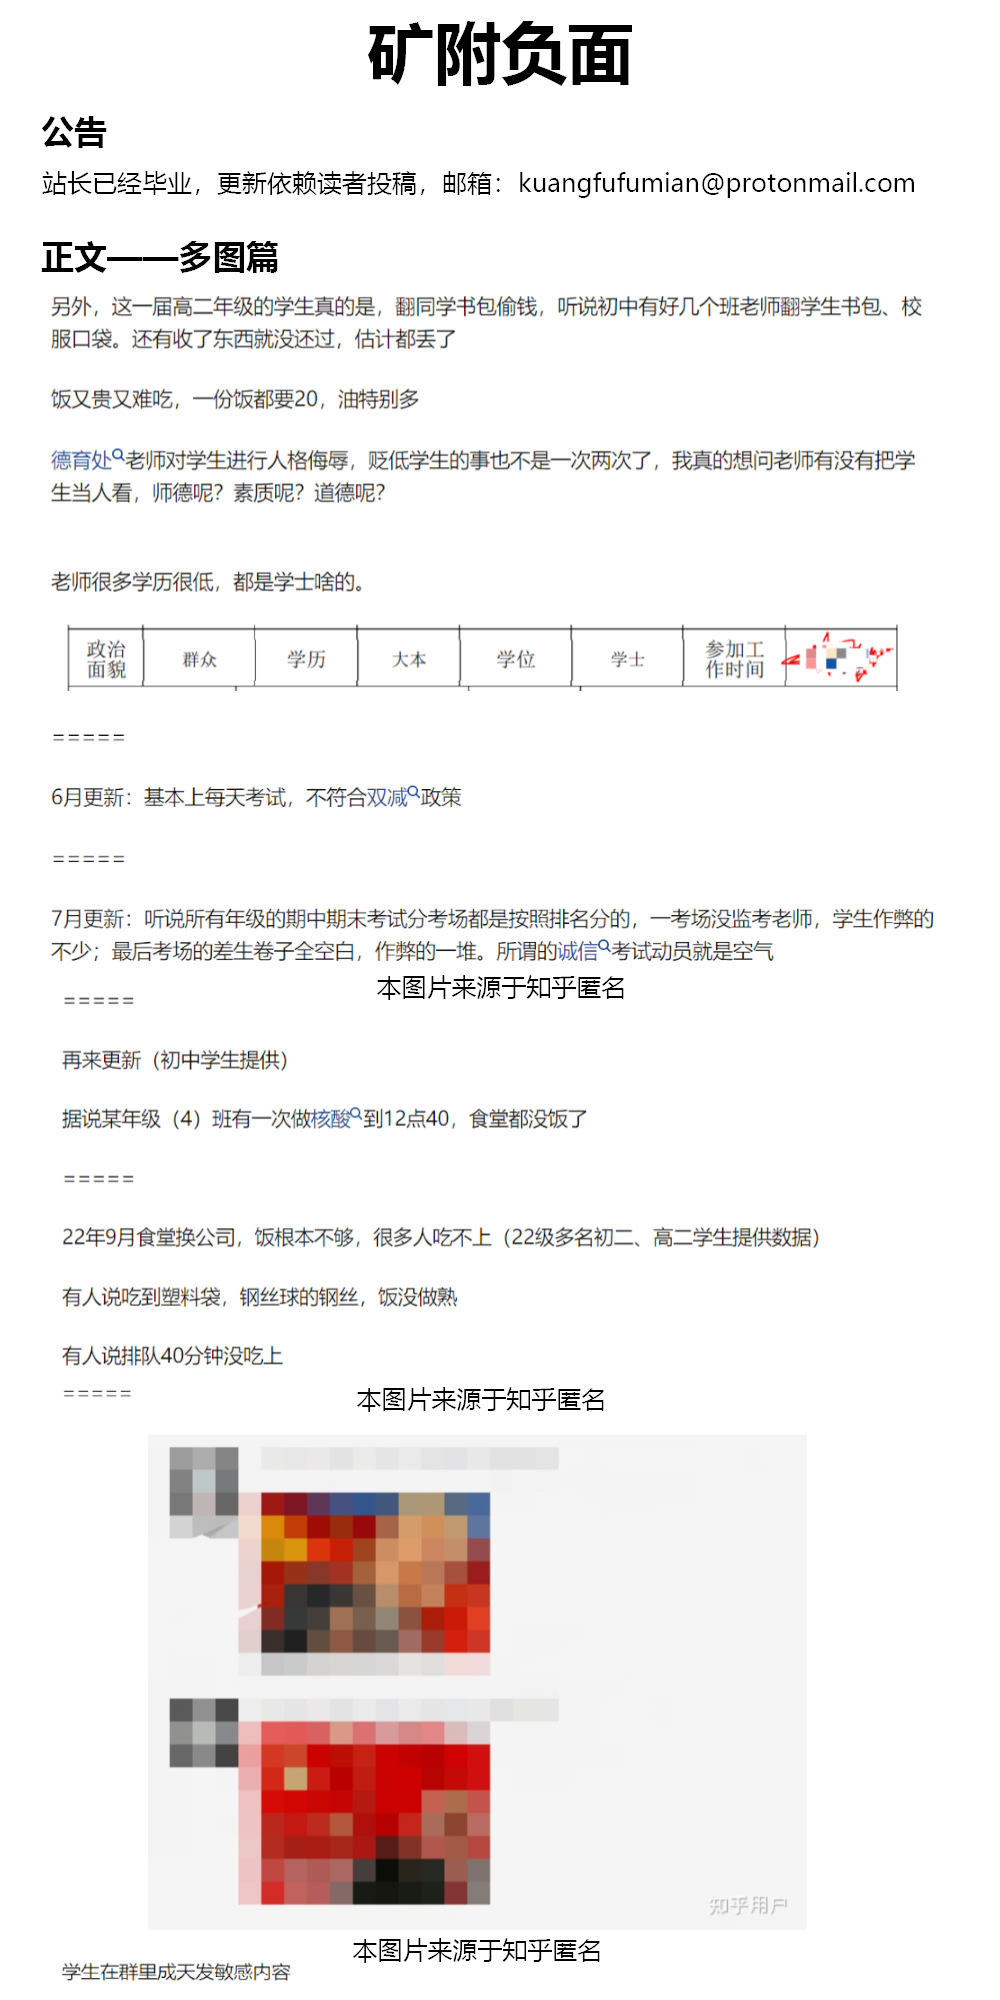 矿附负面
公告
站长已经毕业，更新依赖读者投稿，邮箱：kuangfufumian@protonmail.com
正文——多图篇
另外，这一届高二年级的学生真的是，翻同学书包偷钱，听说初中有好几个班老师翻学生书包、校
服口袋。还有收了东西就没还过，估计都丢了
饭又贵又难吃，一份饭都要20，油特别多
德育处老师对学生进行人格侮辱，贬低学生的事也不是一次两次了，我真的想问老师有没有把学
生当人看，师德呢？素质呢？道德呢？
老师很多学历很低，都是学士啥的。
政治面貌 群众 学历 大本 学位 学士 参加工作时间
=====
6月更新：基本上每天考试，不符合双减政策
=====
7月更新：听说所有年级的期中期末考试分考场都是按照排名分的，一考场没监考老师，学生作弊的
不少；最后考场的差生卷子全空白，作弊的一堆。所谓的诚信考试动员就是空气
本图片来源于知乎匿名
=====
再来更新（初中学生提供）
据说某年级（4）班有一次做核酸到12点40，食堂都没饭了
=====
22年9月食堂换公司，饭根本不够，很多人吃不上（22级多名初二、高二学生提供数据）
有人说吃到塑料袋，钢丝球的钢丝，饭没做熟
有人说排队40分钟没吃上
=====
本图片来源于知乎匿名
知乎用户
本图片来源于知乎匿名
学生在群里成天发敏感内容